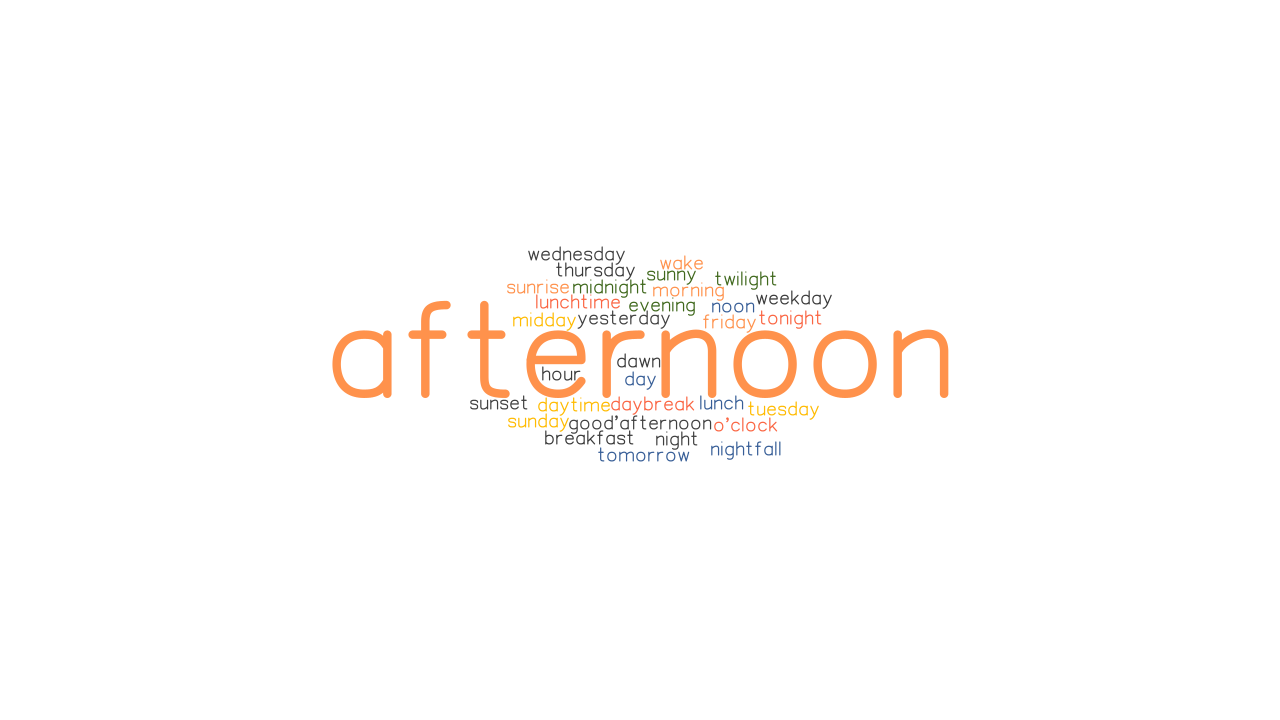 wednesday
wake
thursday
sunny
twilight
sunrise
midnight
morning
lunchtime
evening
noon
weekday
midday
yesterday
friday
tonight
afternoon
dawn
hour
day
sunset
daytime
daybreak
lunch
tuesday
sunday
good'afternoon
o'clock
breakfast
night
nightfall
tomorrow